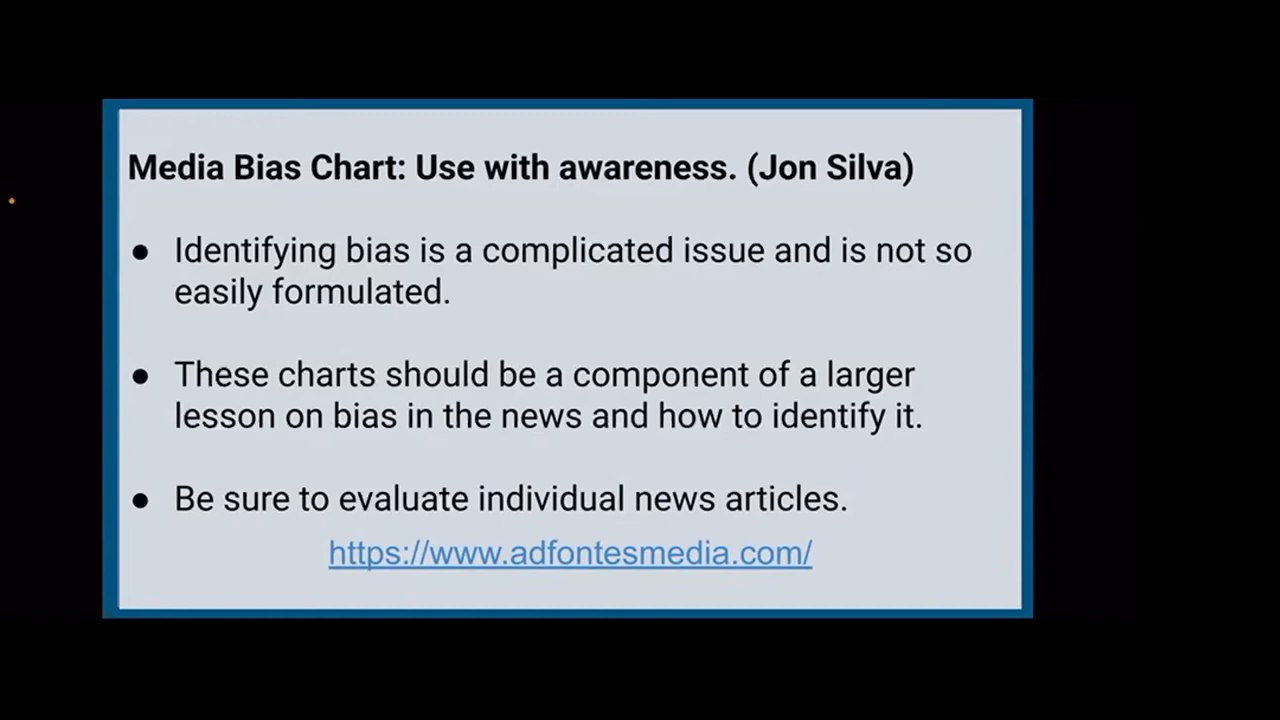 Media Bias Chart: Use with awareness. (Jon Silva)
● Identifying bias is a complicated issue and is not so
easily formulated.
● These charts should be a component of a larger
lesson on bias in the news and how to identify it.
● Be sure to evaluate individual news articles.
https://www.adfontesmedia.com/